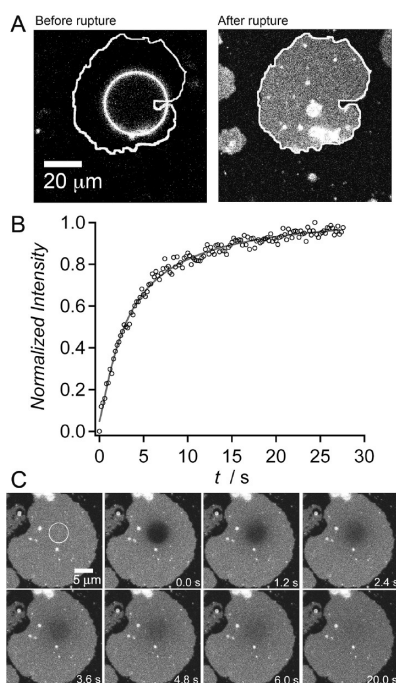 A
Before rupture
After rupture
20 μm
B
Normalized Intensity
1.0
0.8
0.6
0.4
0.2
0.0
0 5 10 15 20 25 30
t / s
C
5 μm
0.0 s
1.2 s
2.4 s
3.6 s
4.8 s
6.0 s
20.0 s